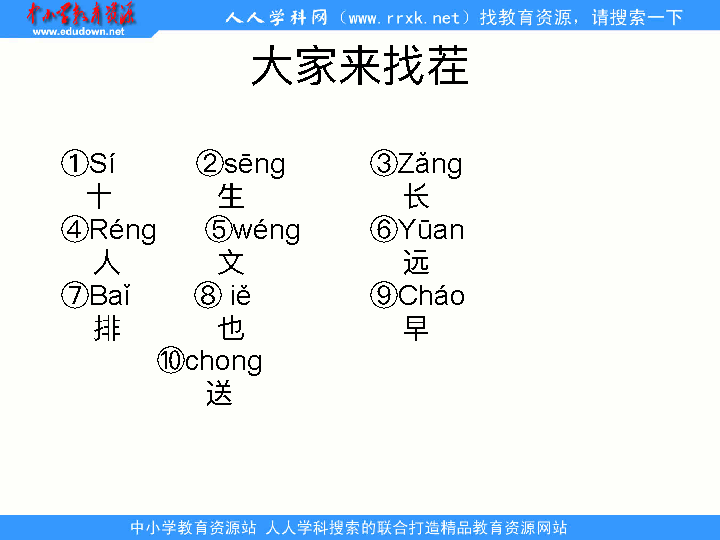 中小学教育资源
www.edudown.net
人人学科网（www.rrxk.net）找教育资源，请搜索一下
大家来找茬
①Sí ②sēng ③Zǎng
十 生 长
④Réng ⑤wéng ⑥Yūan
人 文 远
⑦Baǐ ⑧ iě ⑨Cháo
排 也 早
⑩chong
送
中小学教育资源站 人人学科搜索的联合打造精品教育资源网站